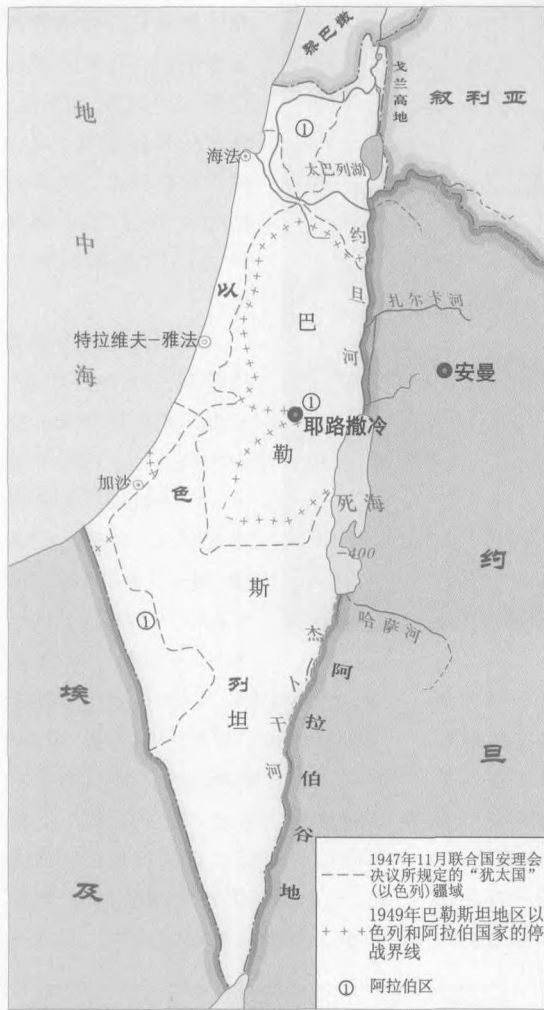 黎巴嫩
戈兰高地
叙利亚
地中海
①
海法
太巴列湖
以色列
约旦河
扎尔卡河
巴勒斯坦
特拉维夫-雅法
安曼
①
耶路撒冷
加沙
死海
-400
约旦
①
哈萨河
杰卜干河
阿拉伯谷地
埃及
1947年11月联合国安理会
决议所规定的“犹太国”
(以色列)疆域
1949年巴勒斯坦地区以
色列和阿拉伯国家的停
战界线
① 阿拉伯区